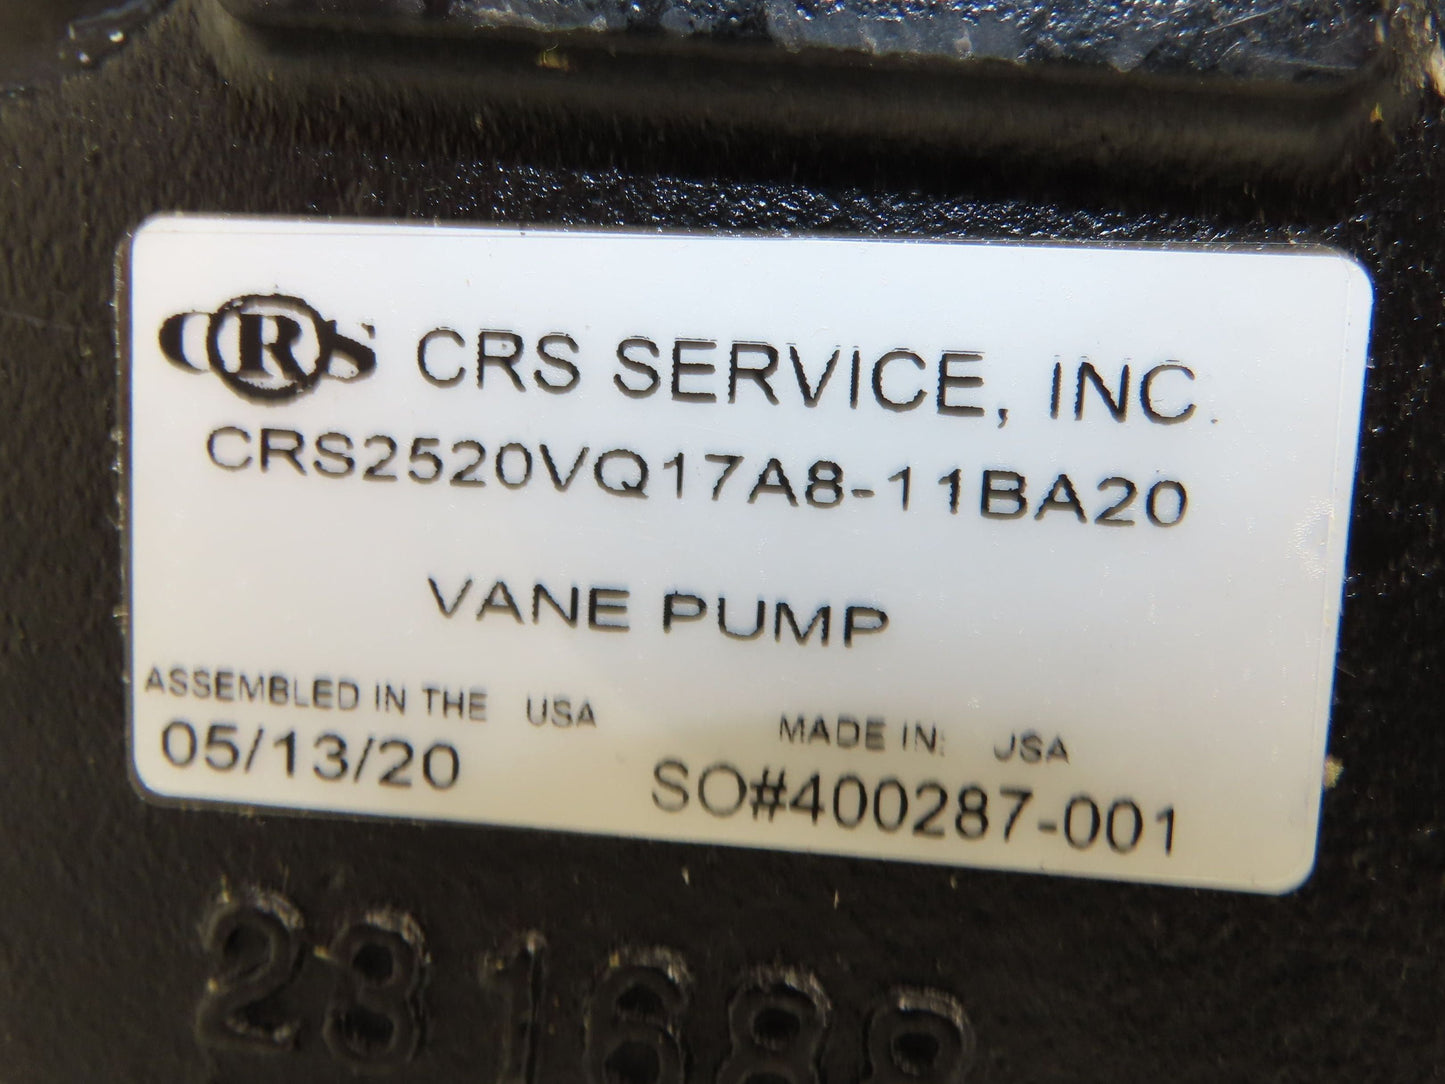 CRS CRS SERVICE, INC.
CRS2520VQ17A8-11BA20
VANE PUMP
ASSEMBLED IN THE USA
MADE IN: USA
05/13/20
SO#400287-001